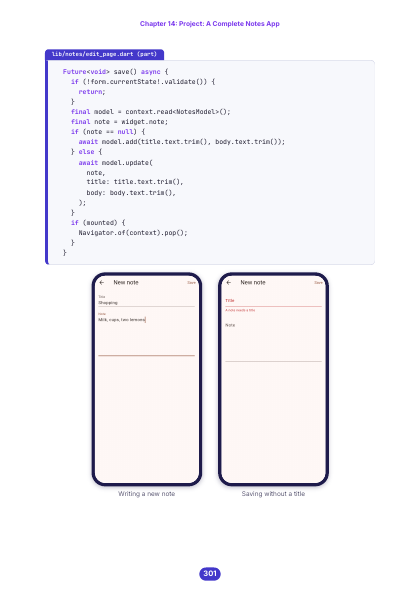 Chapter 14: Project: A Complete Notes App
lib/notes/edit_page.dart (part)
Future<void> save() async {
  if (!form.currentState!.validate()) {
    return;
  }
  final model = context.read<NotesModel>();
  final note = widget.note;
  if (note == null) {
    await model.add(title.text.trim(), body.text.trim());
  } else {
    await model.update(
      note,
      title: title.text.trim(),
      body: body.text.trim(),
    );
  }
  if (mounted) {
    Navigator.of(context).pop();
  }
}
New note
Save
Title
Shopping
Note
Milk, cups, two lemons
Writing a new note
New note
Save
Title
A note needs a title
Note
Saving without a title
301